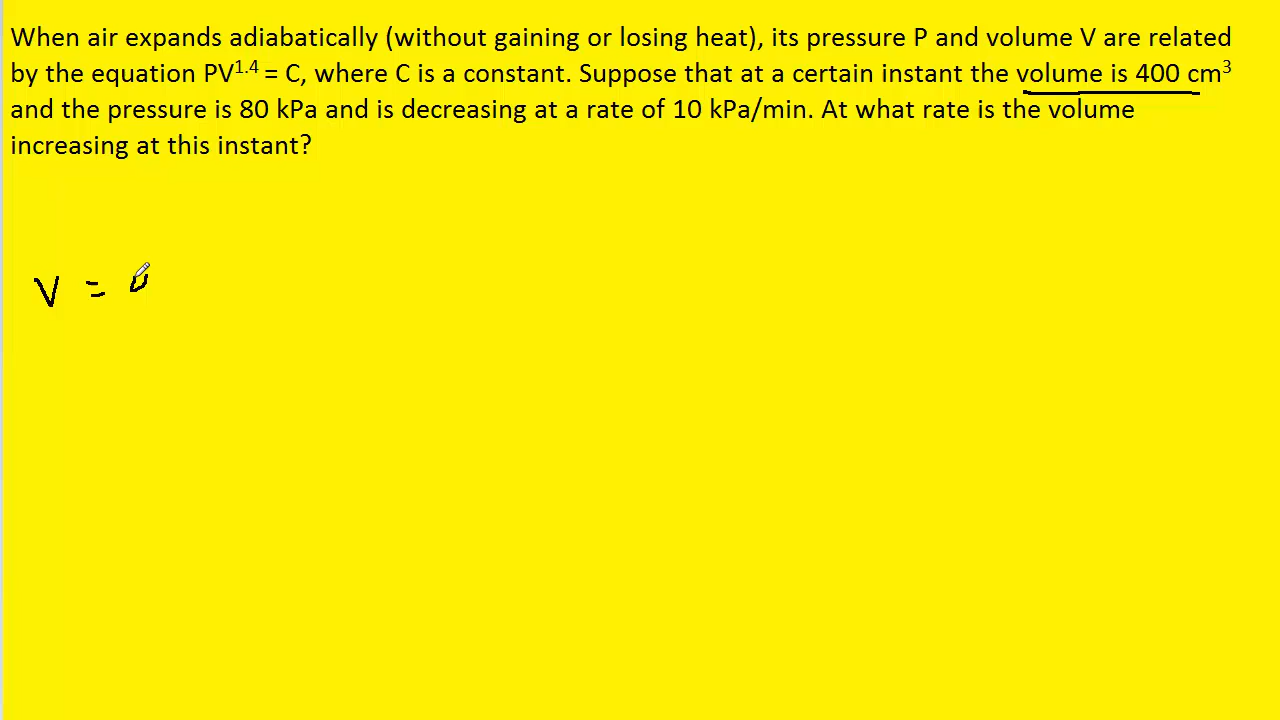 When air expands adiabatically (without gaining or losing heat), its pressure P and volume V are related
by the equation PV^1.4 = C, where C is a constant. Suppose that at a certain instant the volume is 400 cm³
and the pressure is 80 kPa and is decreasing at a rate of 10 kPa/min. At what rate is the volume
increasing at this instant?
V =